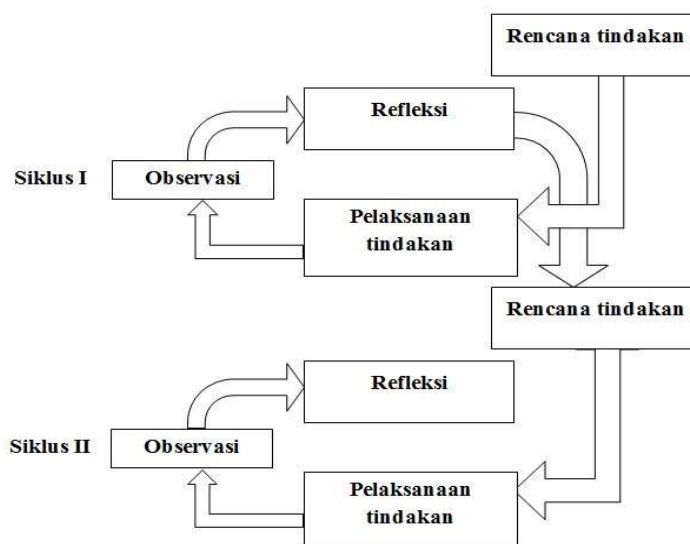 Rencana tindakan
Refleksi
Siklus I
Observasi
Pelaksanaan
tindakan
Rencana tindakan
Refleksi
Siklus II
Observasi
Pelaksanaan
tindakan